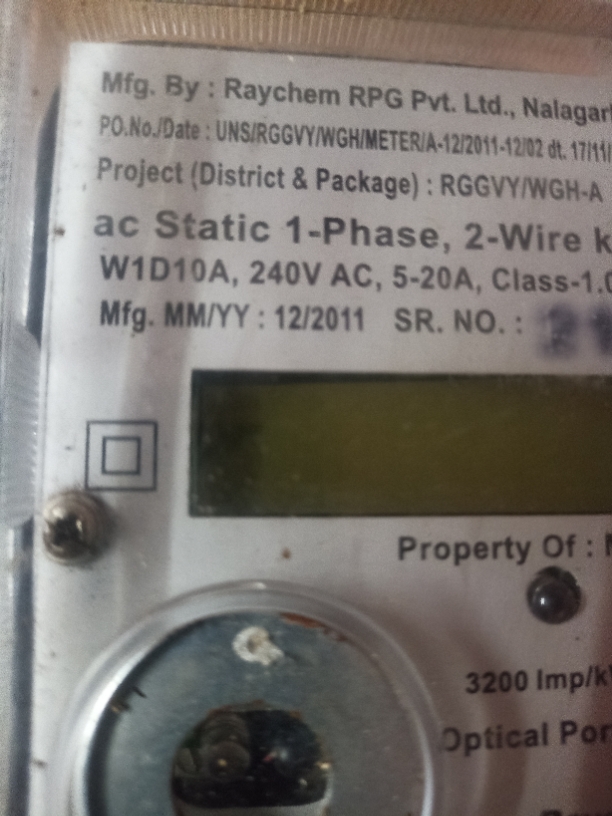 Mfg. By : Raychem RPG Pvt. Ltd., Nalagar
PO.No./Date : UNS/RGGVY/WGH/METER/A-12/2011-12/02 dt. 17/11/
Project (District & Package) : RGGVY/WGH-A
ac Static 1-Phase, 2-Wire k
W1D10A, 240V AC, 5-20A, Class-1.0
Mfg. MM/YY : 12/2011 SR. NO. :
Property Of :
3200 Imp/k
Optical Por